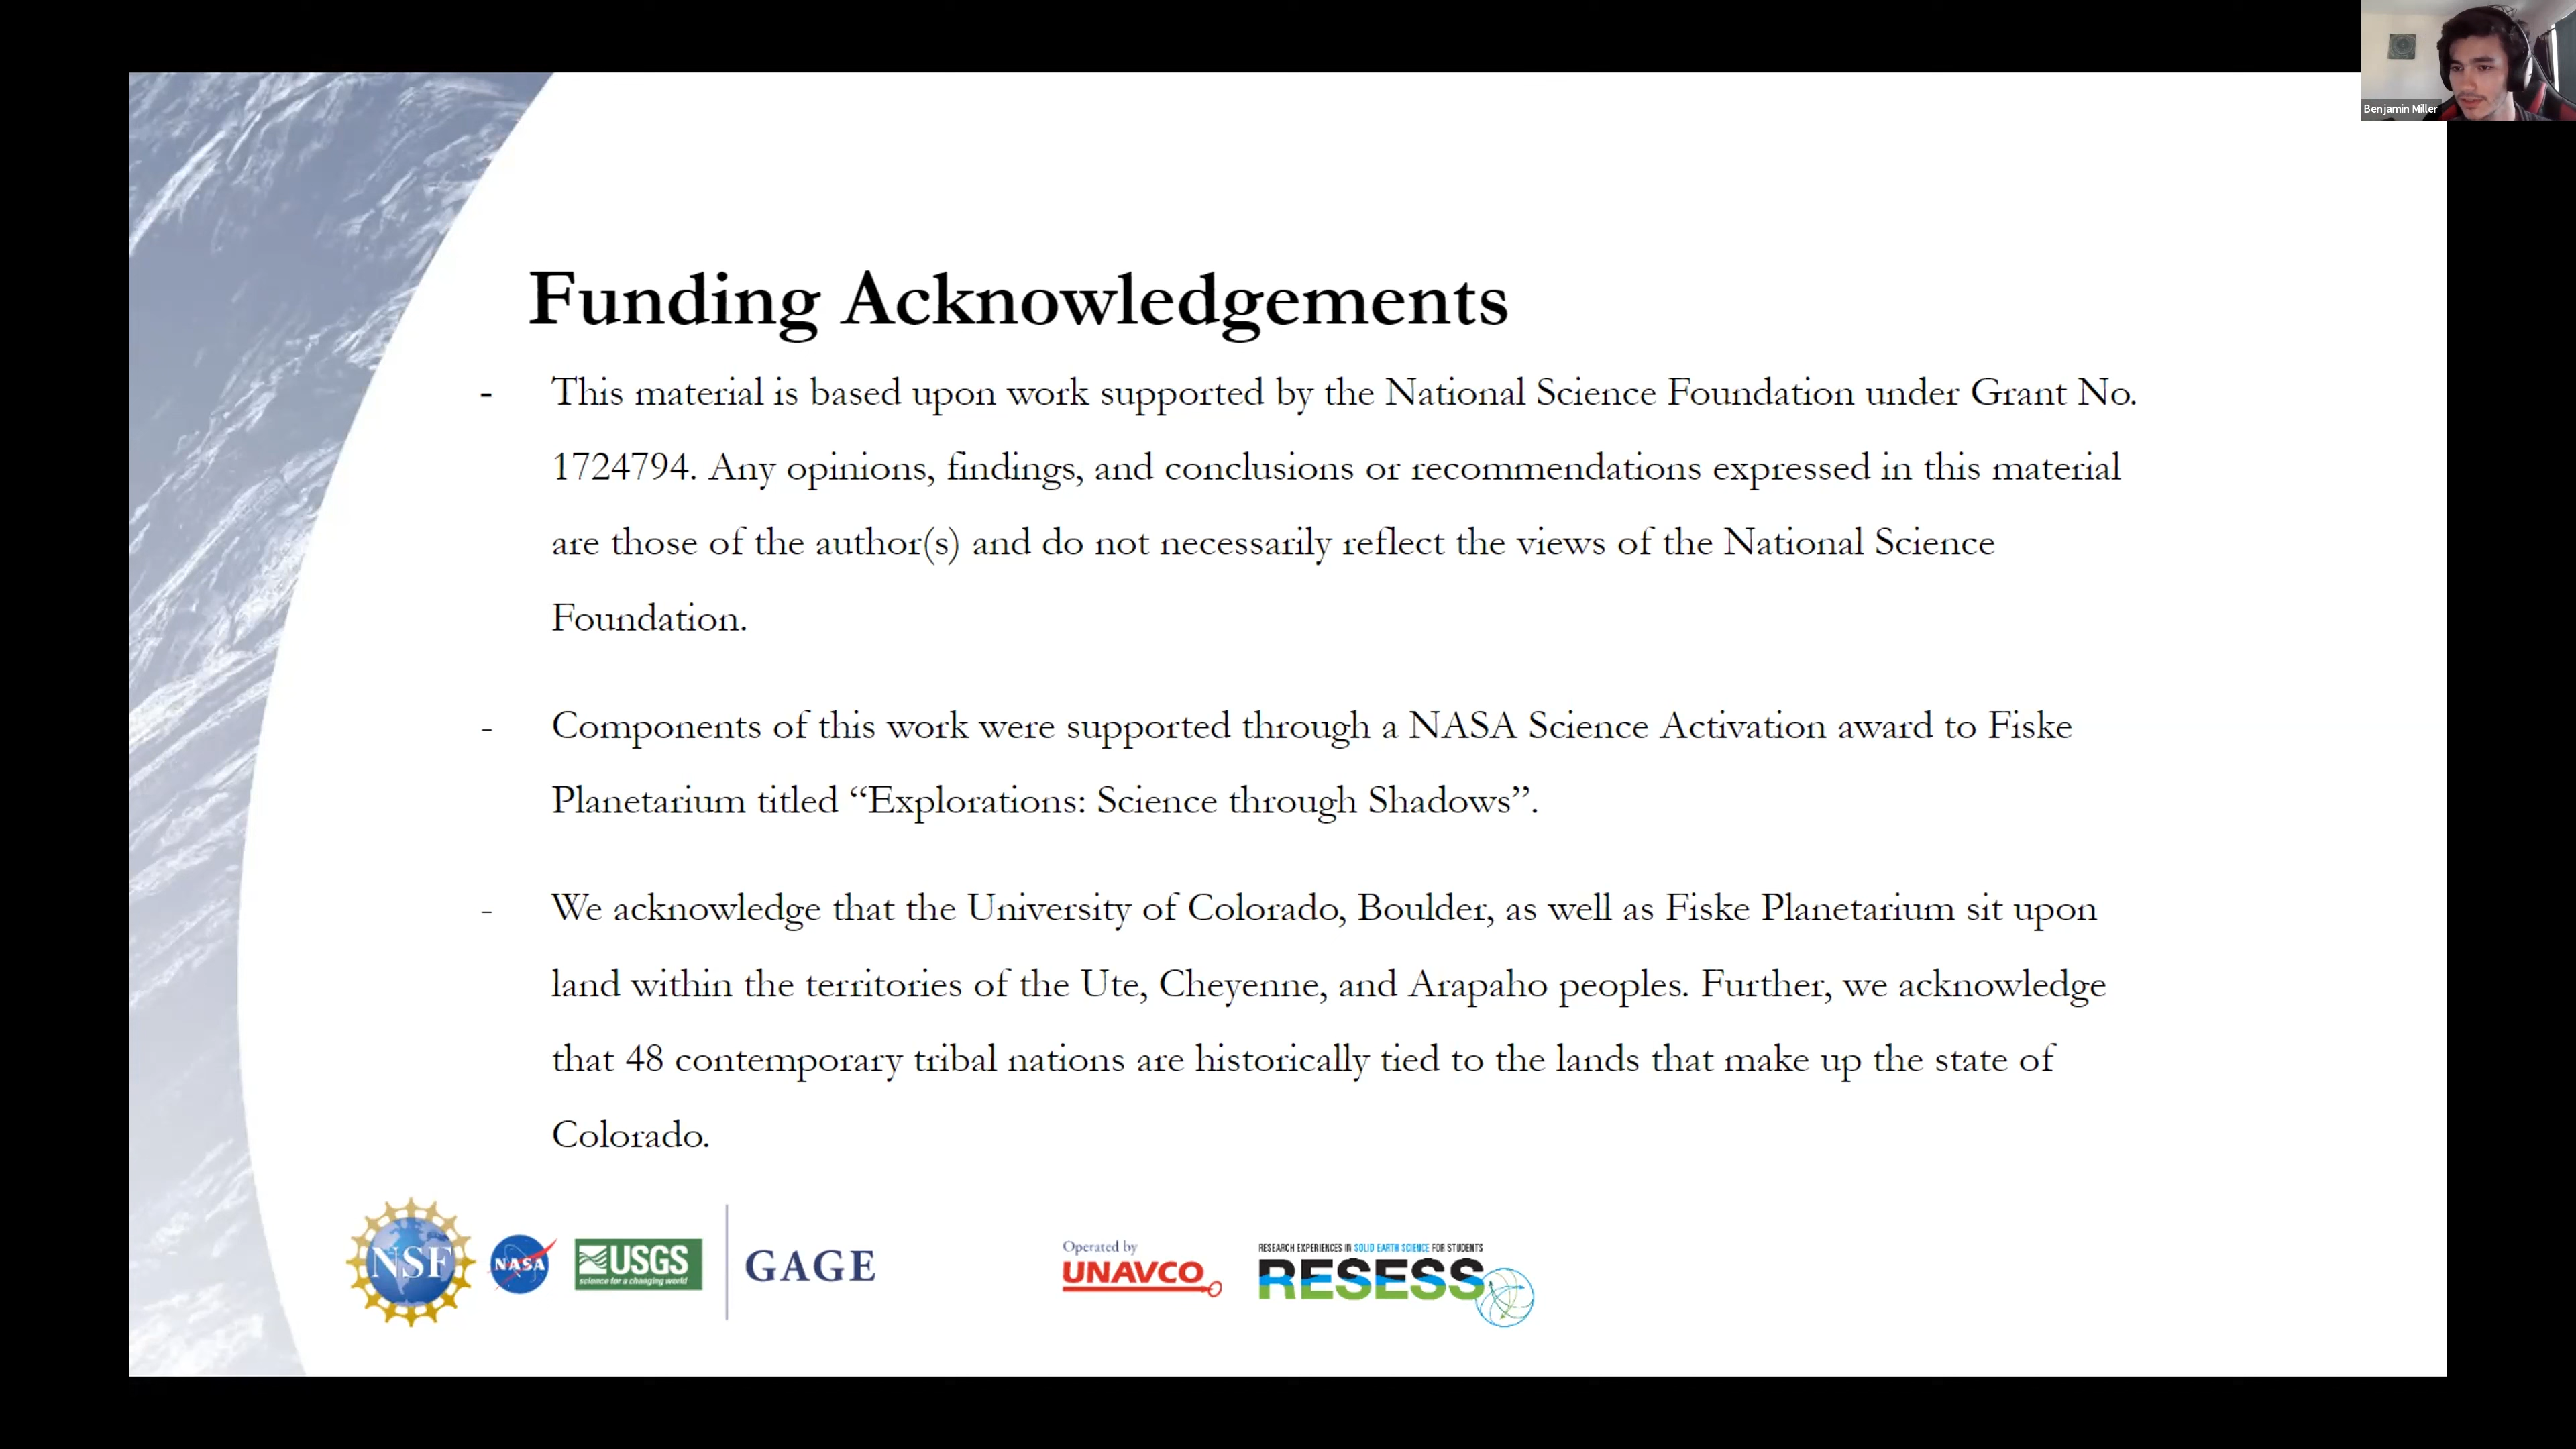 Benjamin Miller
Funding Acknowledgements
- This material is based upon work supported by the National Science Foundation under Grant No.
1724794. Any opinions, findings, and conclusions or recommendations expressed in this material
are those of the author(s) and do not necessarily reflect the views of the National Science
Foundation.
- Components of this work were supported through a NASA Science Activation award to Fiske
Planetarium titled “Explorations: Science through Shadows”.
- We acknowledge that the University of Colorado, Boulder, as well as Fiske Planetarium sit upon
land within the territories of the Ute, Cheyenne, and Arapaho peoples. Further, we acknowledge
that 48 contemporary tribal nations are historically tied to the lands that make up the state of
Colorado.
NSF
NASA
USGS
science for a changing world
GAGE
Operated by
UNAVCO
RESEARCH EXPERIENCES IN SOLID EARTH SCIENCE FOR STUDENTS
RESESS